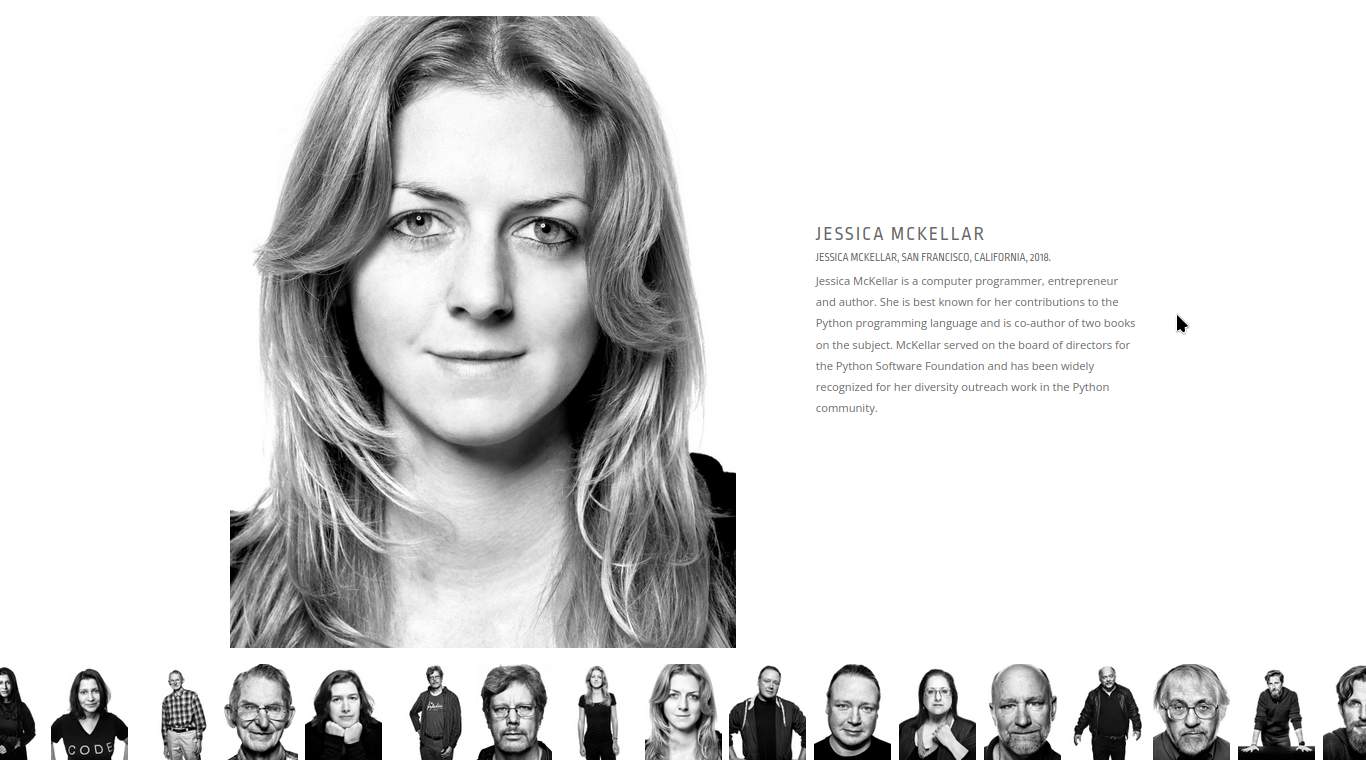 JESSICA MCKELLAR
JESSICA MCKELLAR, SAN FRANCISCO, CALIFORNIA, 2018.
Jessica McKellar is a computer programmer, entrepreneur
and author. She is best known for her contributions to the
Python programming language and is co-author of two books
on the subject. McKellar served on the board of directors for
the Python Software Foundation and has been widely
recognized for her diversity outreach work in the Python
community.
CODE